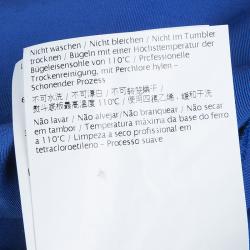 Nicht waschen / Nicht bleichen / Nicht im Tumbler
trocknen / Bügeln mit einer Höchsttemperatur der
Bügeleisensohle von 110°C / Professionelle
Trockenreinigung, mit Perchlore hylen -
Schonender Prozess
不可水洗 / 不可漂白 / 不可转笼烘干 /
熨斗底板最高温度 110°C / 使用四氯乙烯，缓和干洗
Não lavar / Não alvejar/Não branquear / Não secar
em tambor / Temperatura máxima da base do ferro
a 110°C / Limpeza a seco profissional em
tetracloroetileno - Processo suave